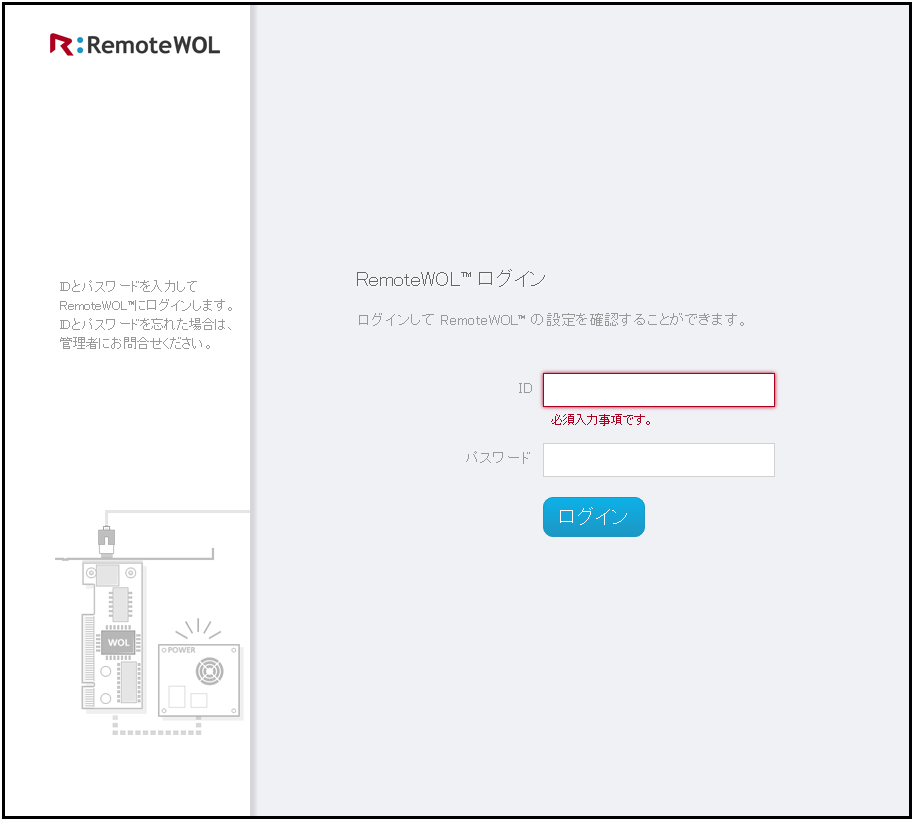 R:RemoteWOL
IDとパスワードを入力して
RemoteWOL™にログインします。
IDとパスワードを忘れた場合は、
管理者にお問合せください。
RemoteWOL™ ログイン
ログインして RemoteWOL™ の設定を確認することができます。
ID
必須入力事項です。
パスワード
ログイン
WOL
POWER